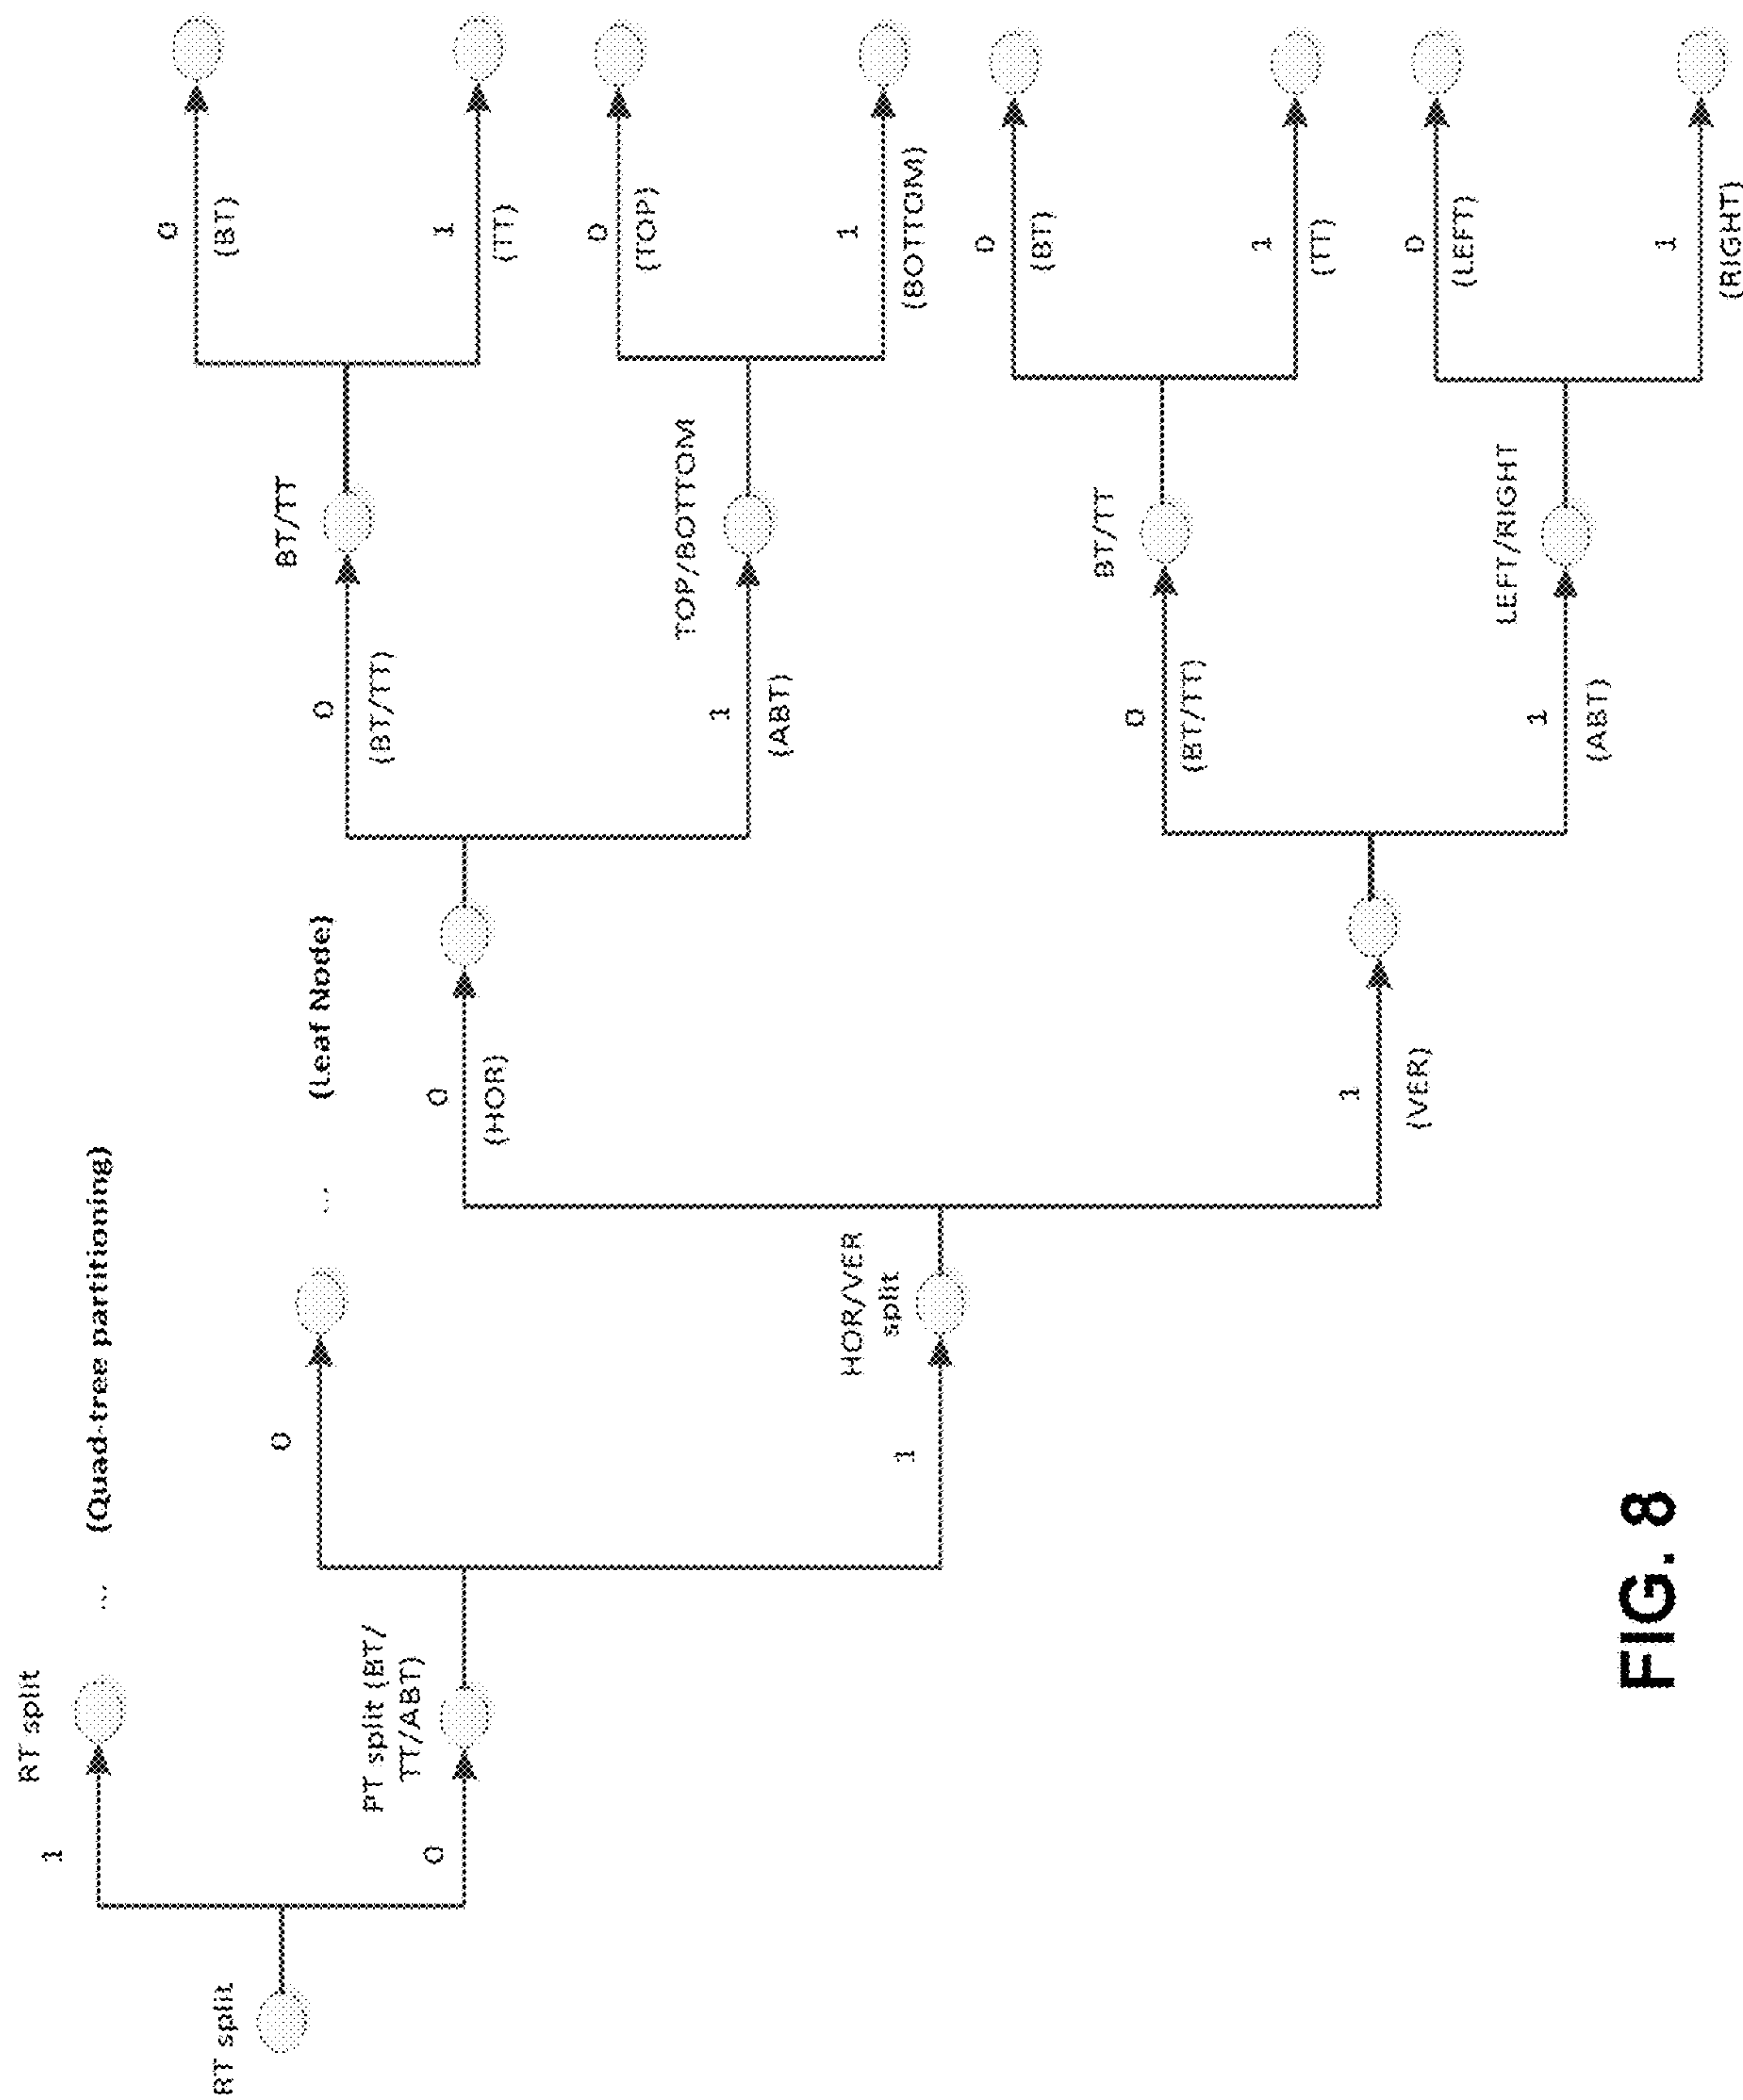 RT split
1
RT split
... (Quad-tree partitioning)
0
PT split (BT/
TT/ABT)
0
... (Leaf Node)
1
HOR/VER
split
0
(HOR)
1
(VER)
0
(BT/TT)
BT/TT
1
(ABT)
TOP/BOTTOM
0
(BT/TT)
BT/TT
1
(ABT)
LEFT/RIGHT
0
(BT)
1
(TT)
0
(TOP)
1
(BOTTOM)
0
(BT)
1
(TT)
0
(LEFT)
1
(RIGHT)
FIG. 8